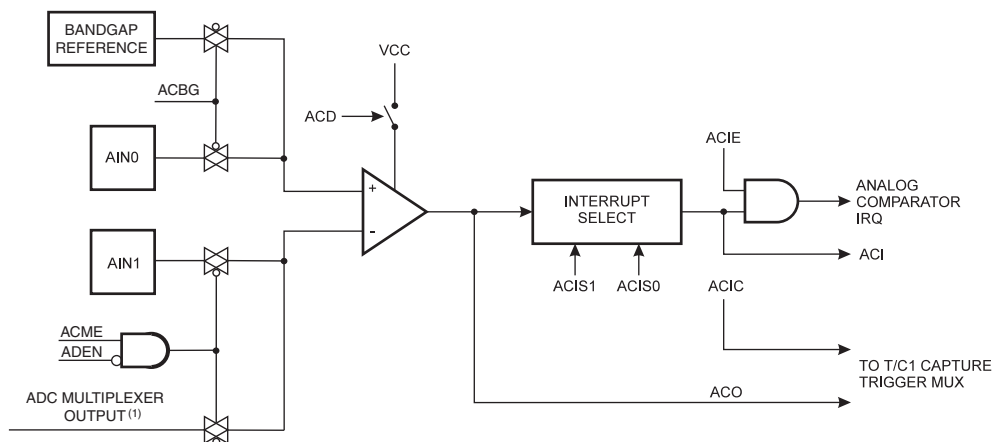 BANDGAP
REFERENCE
VCC
ACBG
ACD
AIN0
+
-
ACIE
INTERRUPT
SELECT
ANALOG
COMPARATOR
IRQ
AIN1
ACI
ACIS1 ACIS0 ACIC
ACME
ADEN
TO T/C1 CAPTURE
TRIGGER MUX
ADC MULTIPLEXER
OUTPUT (1)
ACO